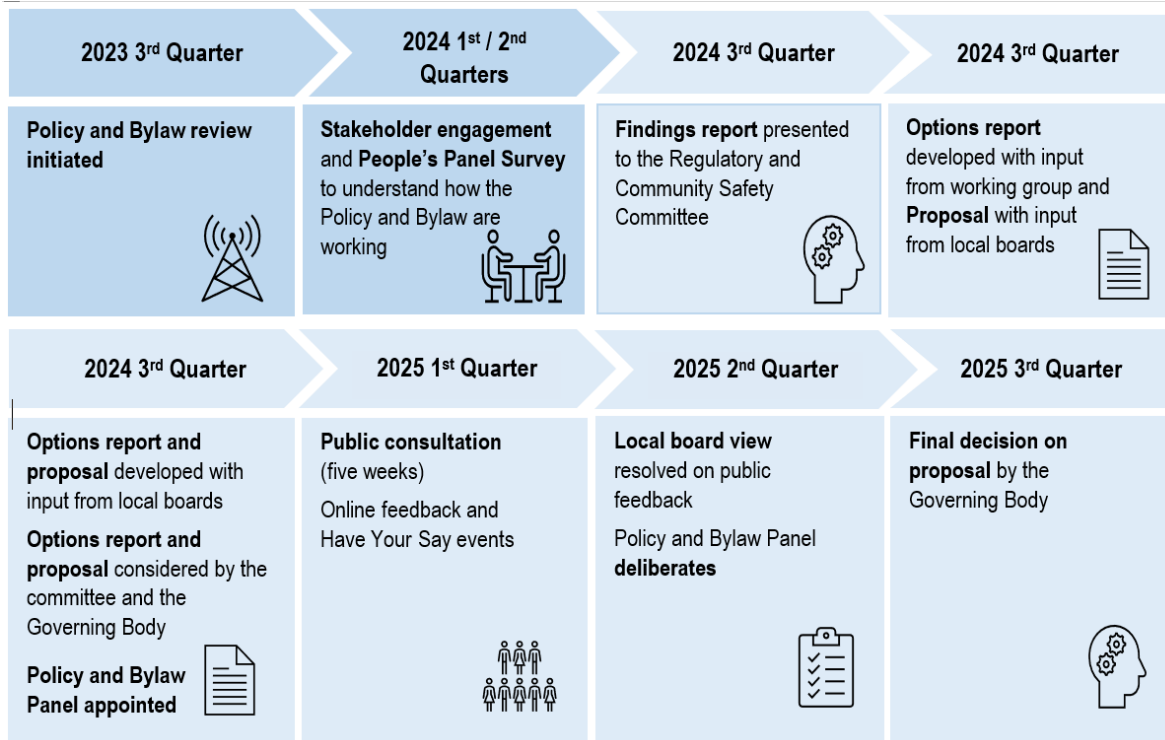 2023 3rd Quarter
2024 1st / 2nd
Quarters
2024 3rd Quarter
2024 3rd Quarter
Policy and Bylaw review
initiated
Stakeholder engagement
and People’s Panel Survey
to understand how the
Policy and Bylaw are
working
Findings report presented
to the Regulatory and
Community Safety
Committee
Options report
developed with input
from working group and
Proposal with input
from local boards
2024 3rd Quarter
2025 1st Quarter
2025 2nd Quarter
2025 3rd Quarter
Options report and
proposal developed with
input from local boards
Options report and
proposal considered by the
committee and the
Governing Body
Policy and Bylaw
Panel appointed
Public consultation
(five weeks)
Online feedback and
Have Your Say events
Local board view
resolved on public
feedback
Policy and Bylaw Panel
deliberates
Final decision on
proposal by the
Governing Body